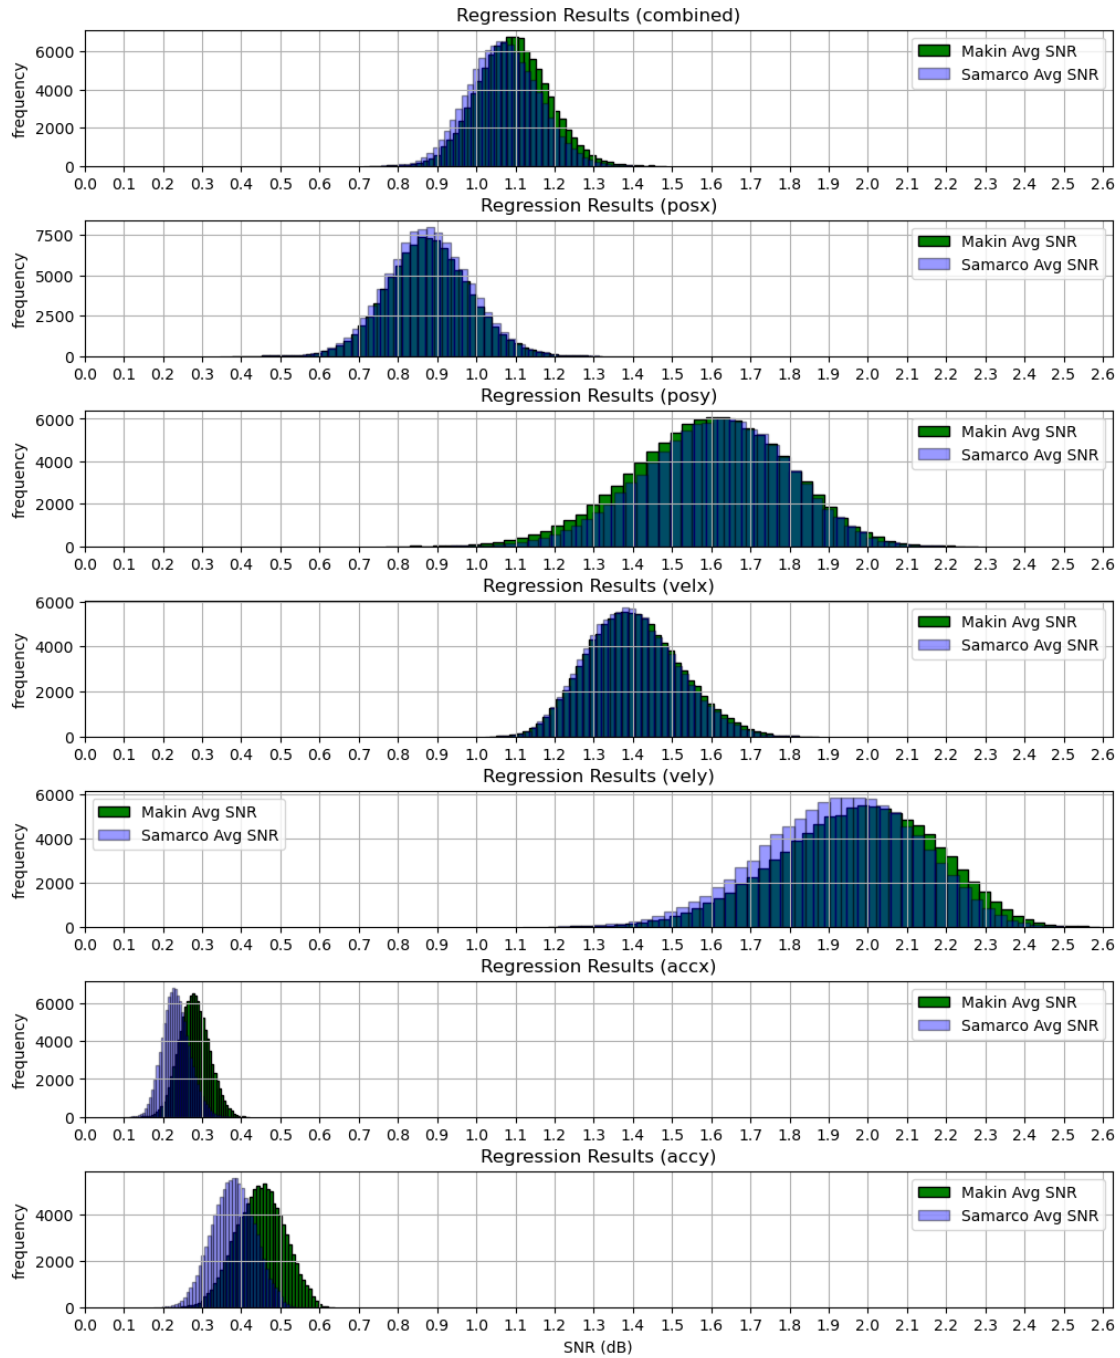 Regression Results (combined)
frequency
6000
4000
2000
0
Makin Avg SNR
Samarco Avg SNR
0.0 0.1 0.2 0.3 0.4 0.5 0.6 0.7 0.8 0.9 1.0 1.1 1.2 1.3 1.4 1.5 1.6 1.7 1.8 1.9 2.0 2.1 2.2 2.3 2.4 2.5 2.6
Regression Results (posx)
frequency
7500
5000
2500
0
Makin Avg SNR
Samarco Avg SNR
0.0 0.1 0.2 0.3 0.4 0.5 0.6 0.7 0.8 0.9 1.0 1.1 1.2 1.3 1.4 1.5 1.6 1.7 1.8 1.9 2.0 2.1 2.2 2.3 2.4 2.5 2.6
Regression Results (posy)
frequency
6000
4000
2000
0
Makin Avg SNR
Samarco Avg SNR
0.0 0.1 0.2 0.3 0.4 0.5 0.6 0.7 0.8 0.9 1.0 1.1 1.2 1.3 1.4 1.5 1.6 1.7 1.8 1.9 2.0 2.1 2.2 2.3 2.4 2.5 2.6
Regression Results (velx)
frequency
6000
4000
2000
0
Makin Avg SNR
Samarco Avg SNR
0.0 0.1 0.2 0.3 0.4 0.5 0.6 0.7 0.8 0.9 1.0 1.1 1.2 1.3 1.4 1.5 1.6 1.7 1.8 1.9 2.0 2.1 2.2 2.3 2.4 2.5 2.6
Regression Results (vely)
frequency
6000
4000
2000
0
Makin Avg SNR
Samarco Avg SNR
0.0 0.1 0.2 0.3 0.4 0.5 0.6 0.7 0.8 0.9 1.0 1.1 1.2 1.3 1.4 1.5 1.6 1.7 1.8 1.9 2.0 2.1 2.2 2.3 2.4 2.5 2.6
Regression Results (accx)
frequency
6000
4000
2000
0
Makin Avg SNR
Samarco Avg SNR
0.0 0.1 0.2 0.3 0.4 0.5 0.6 0.7 0.8 0.9 1.0 1.1 1.2 1.3 1.4 1.5 1.6 1.7 1.8 1.9 2.0 2.1 2.2 2.3 2.4 2.5 2.6
Regression Results (accy)
frequency
4000
2000
0
Makin Avg SNR
Samarco Avg SNR
0.0 0.1 0.2 0.3 0.4 0.5 0.6 0.7 0.8 0.9 1.0 1.1 1.2 1.3 1.4 1.5 1.6 1.7 1.8 1.9 2.0 2.1 2.2 2.3 2.4 2.5 2.6
SNR (dB)